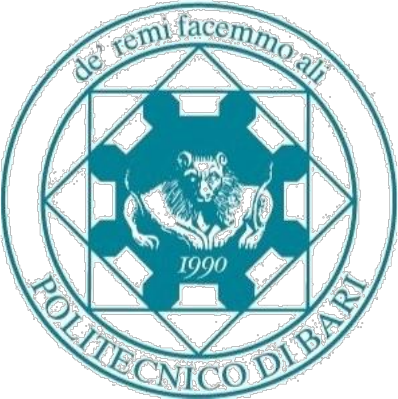 de' remi facemmo ali
1990
POLITECNICO DI BARI